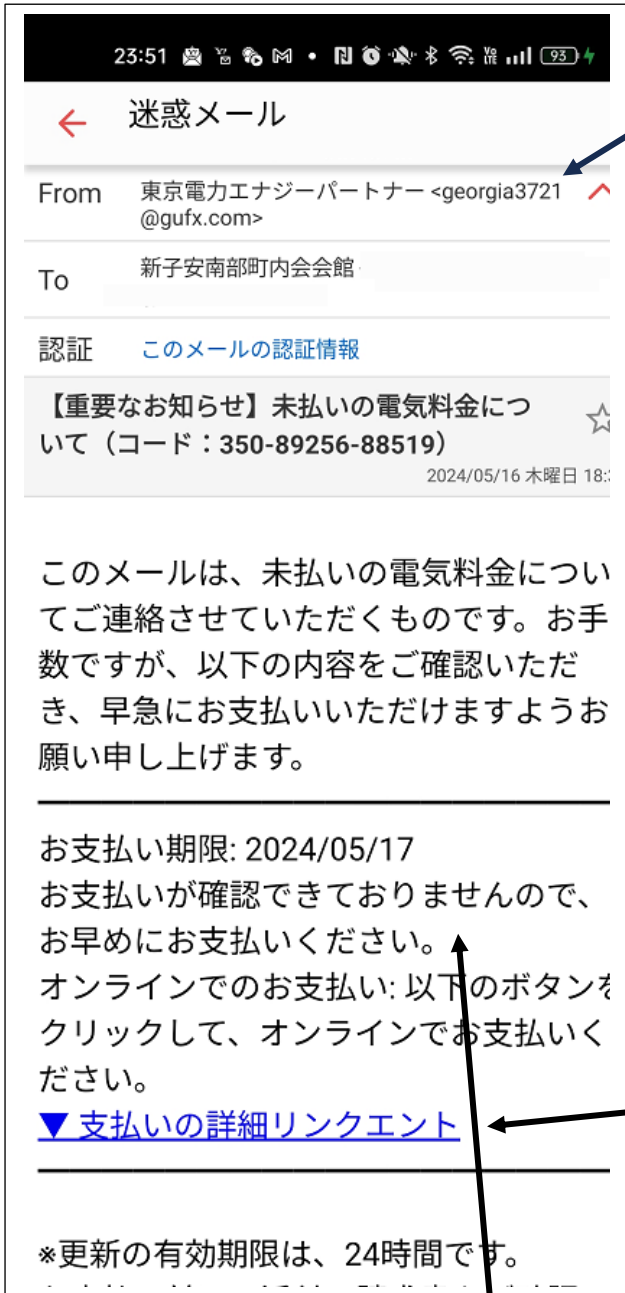 23:51
93
迷惑メール
From 東京電力エナジーパートナー <georgia3721
@gufx.com>
To 新子安南部町内会会館
認証 このメールの認証情報
【重要なお知らせ】未払いの電気料金につ
いて（コード：350-89256-88519）
2024/05/16 木曜日 18:
このメールは、未払いの電気料金につい
てご連絡させていただくものです。お手
数ですが、以下の内容をご確認いただ
き、早急にお支払いいただけますようお
願い申し上げます。
お支払い期限: 2024/05/17
お支払いが確認できておりませんので、
お早めにお支払いください。
オンラインでのお支払い: 以下のボタンを
クリックして、オンラインでお支払いく
ださい。
▼ 支払いの詳細リンクエント
※更新の有効期限は、24時間です。